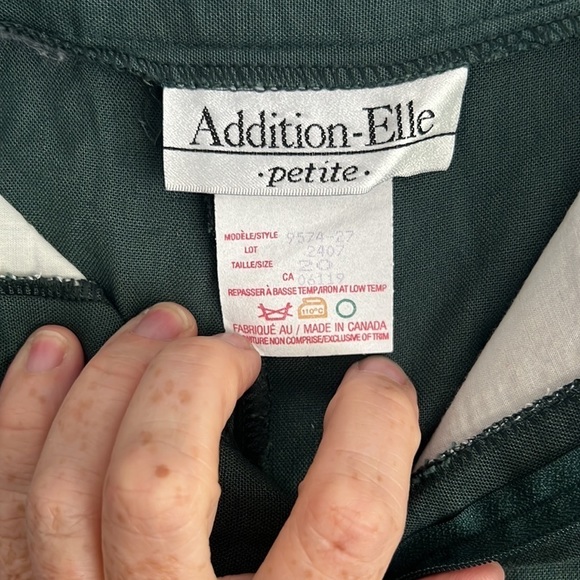 Addition-Elle
·petite·
MODÈLE/STYLE 9574-27
LOT 2407
TAILLE/SIZE 20
CA 06119
REPASSER À BASSE TEMP/IRON AT LOW TEMP
110°C
FABRIQUÉ AU / MADE IN CANADA
NON COMPRISE/EXCLUSIVE OF TRIM